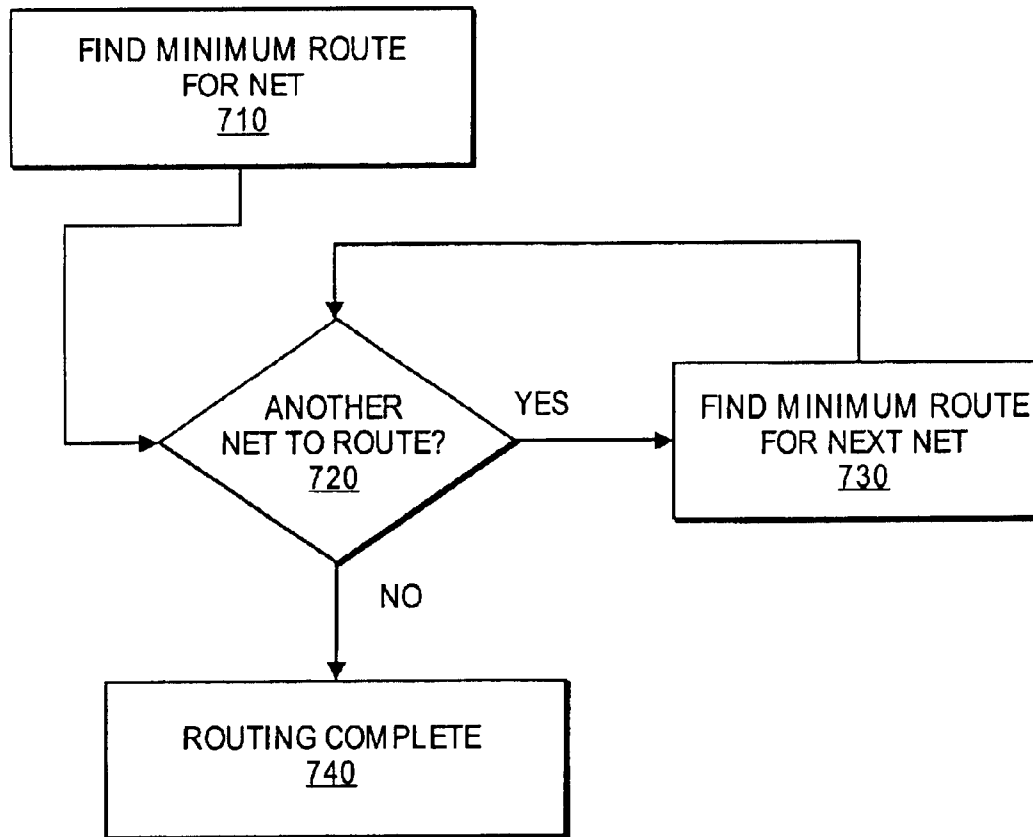 FIND MINIMUM ROUTE
FOR NET
710
ANOTHER
NET TO ROUTE?
720
YES
FIND MINIMUM ROUTE
FOR NEXT NET
730
NO
ROUTING COMPLETE
740